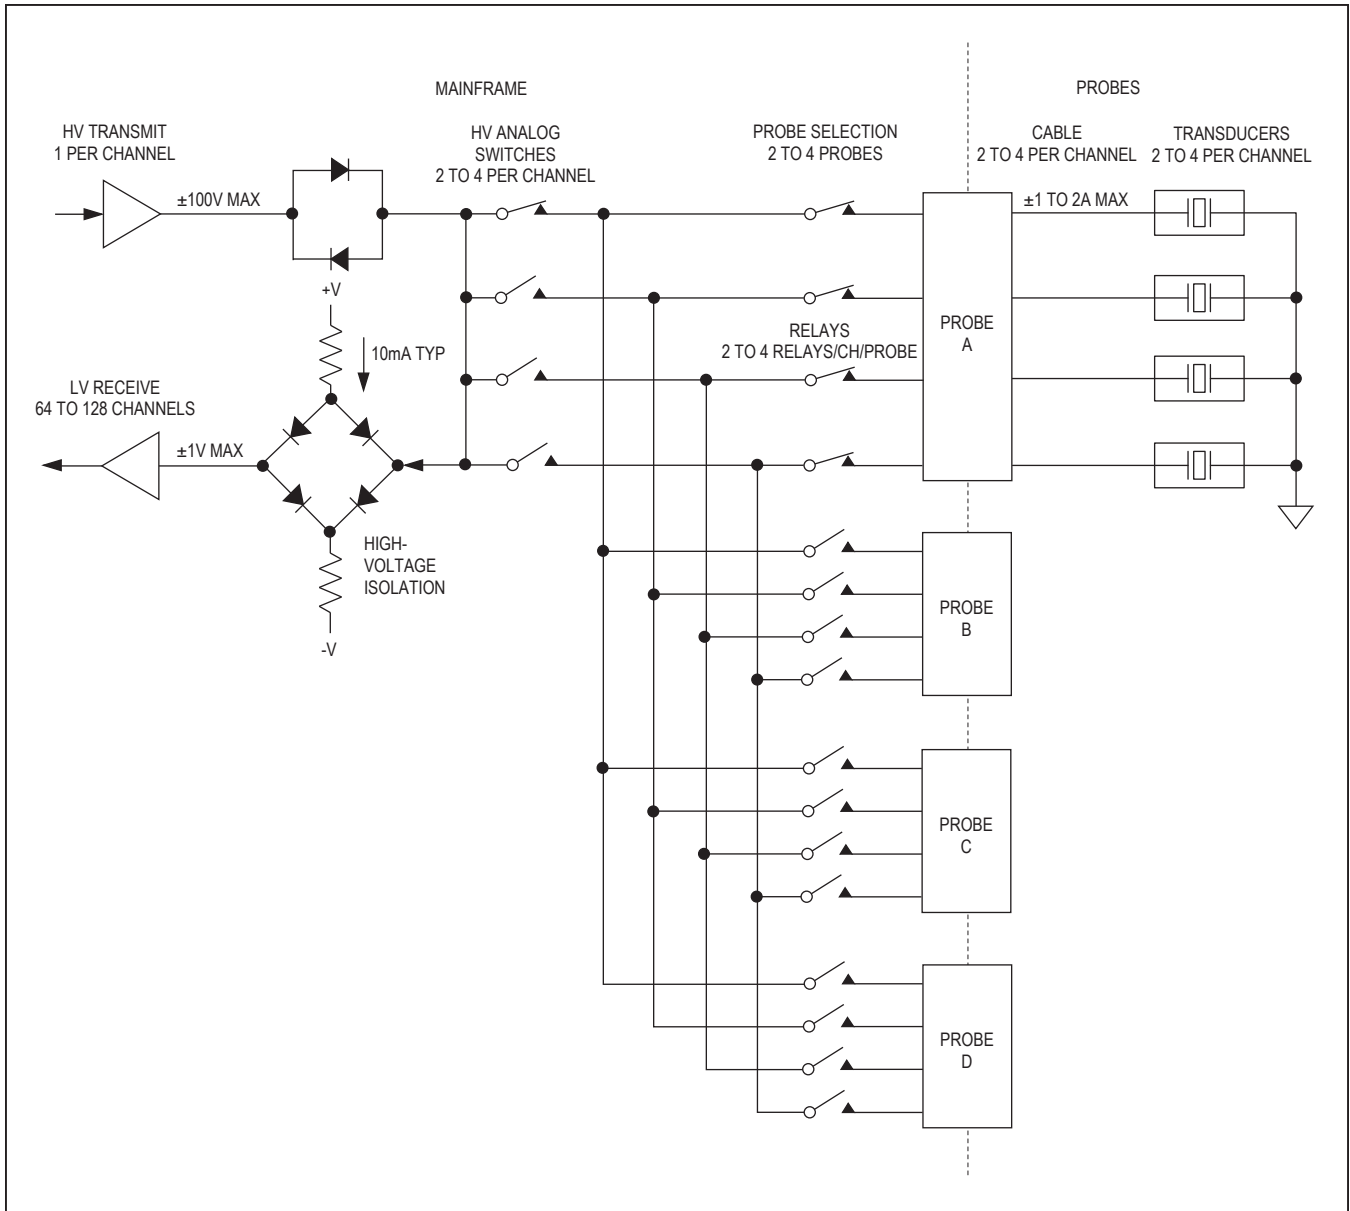 MAINFRAME
PROBES
HV TRANSMIT
1 PER CHANNEL
HV ANALOG
SWITCHES
2 TO 4 PER CHANNEL
PROBE SELECTION
2 TO 4 PROBES
CABLE
2 TO 4 PER CHANNEL
TRANSDUCERS
2 TO 4 PER CHANNEL
±100V MAX
±1 TO 2A MAX
+V
10mA TYP
RELAYS
2 TO 4 RELAYS/CH/PROBE
PROBE
A
LV RECEIVE
64 TO 128 CHANNELS
±1V MAX
HIGH-
VOLTAGE
ISOLATION
-V
PROBE
B
PROBE
C
PROBE
D